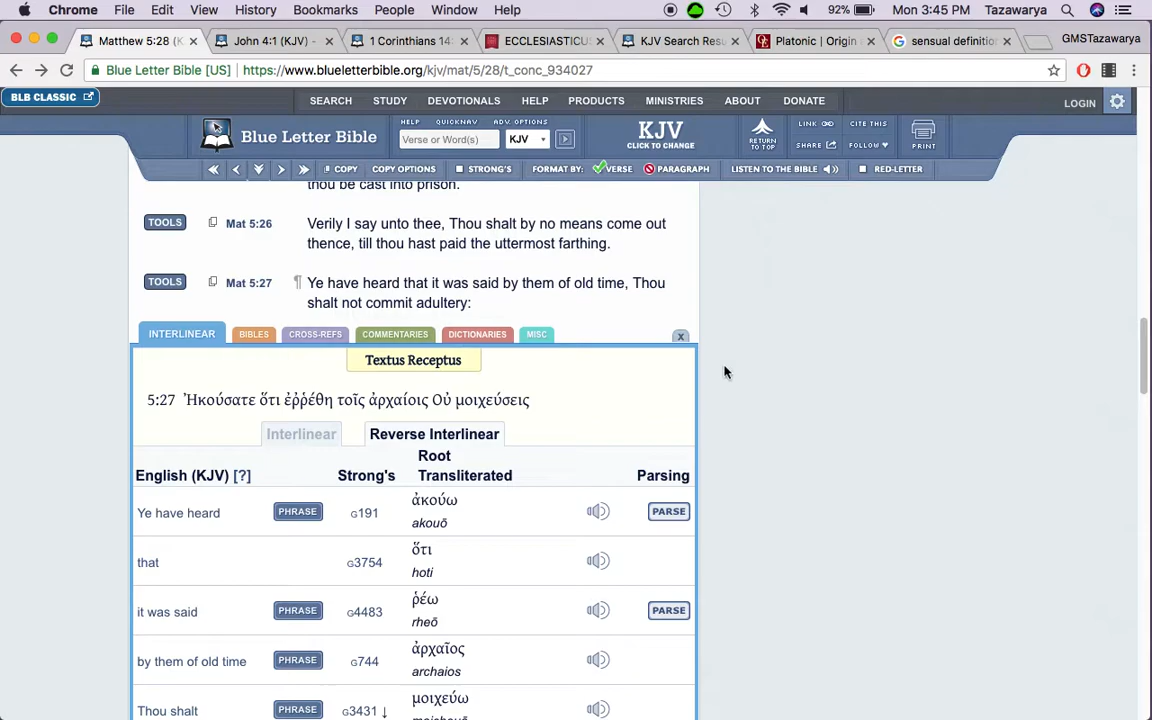 Chrome File Edit View History Bookmarks People Window Help 92% Mon 3:45 PM Tazawarya
Matthew 5:28 (K John 4:1 (KJV) - 1 Corinthians 14: ECCLESIASTICU KJV Search Resu Platonic | Origin sensual definitio GMSTazawarya
Blue Letter Bible [US] https://www.blueletterbible.org/kjv/mat/5/28/t_conc_934027
BLB CLASSIC SEARCH STUDY DEVOTIONALS HELP PRODUCTS MINISTRIES ABOUT DONATE LOGIN
HELP QUICKNAV ADV. OPTIONS
Blue Letter Bible Verse or Word(s) KJV KJV CLICK TO CHANGE RETURN TO TOP LINK CITE THIS SHARE FOLLOW PRINT
COPY COPY OPTIONS STRONG'S FORMAT BY: VERSE PARAGRAPH LISTEN TO THE BIBLE RED-LETTER
thou be cast into prison.
TOOLS Mat 5:26 Verily I say unto thee, Thou shalt by no means come out
thence, till thou hast paid the uttermost farthing.
TOOLS Mat 5:27 ¶ Ye have heard that it was said by them of old time, Thou
shalt not commit adultery:
INTERLINEAR BIBLES CROSS-REFS COMMENTARIES DICTIONARIES MISC x
Textus Receptus
5:27 Ἠκούσατε ὅτι ἐῤῥέθη τοῖς ἀρχαίοις Οὐ μοιχεύσεις
Interlinear Reverse Interlinear
English (KJV) [?] Strong's Root Transliterated Parsing
Ye have heard PHRASE G191 ἀκούω PARSE
akouō
that G3754 ὅτι
hoti
it was said PHRASE G4483 ῥέω PARSE
rheō
by them of old time PHRASE G744 ἀρχαῖος
archaios
Thou shalt PHRASE G3431 ↓ μοιχεύω